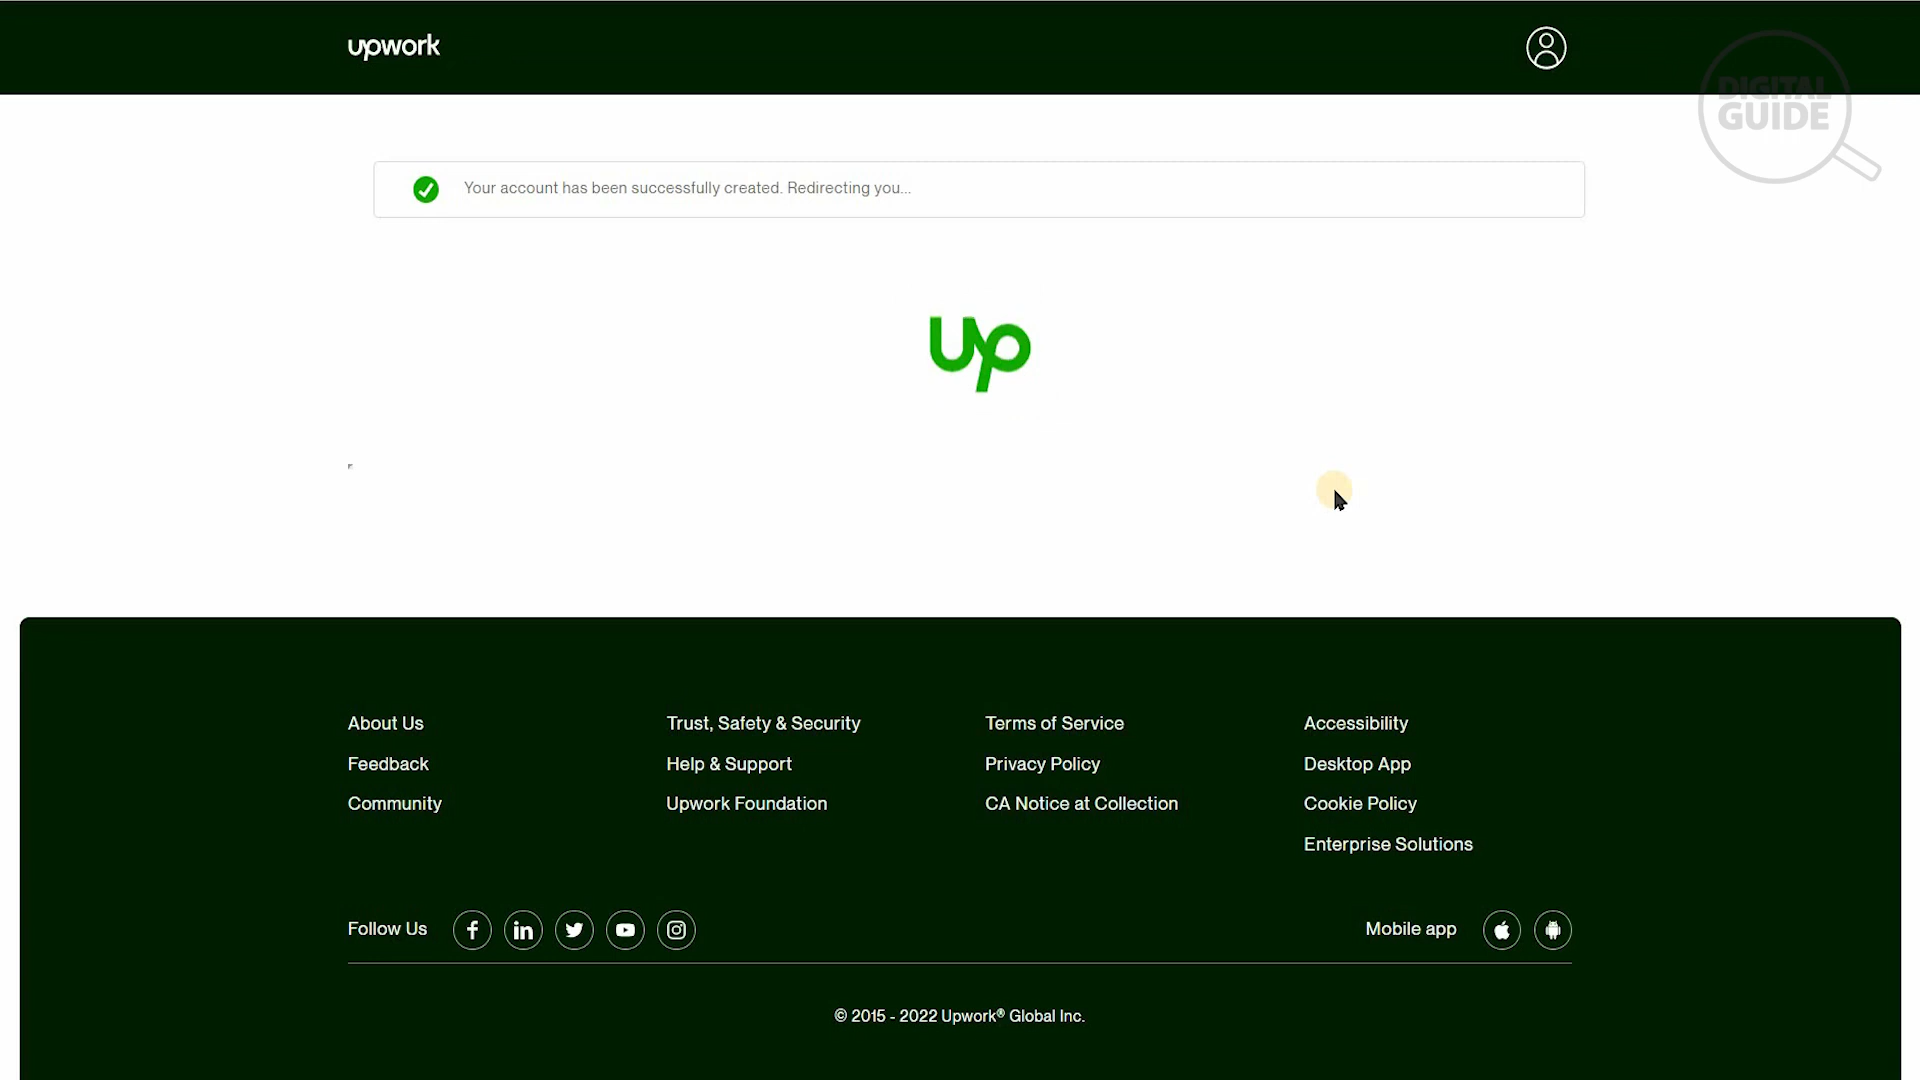 upwork
DIGITAL
GUIDE
Your account has been successfully created. Redirecting you...
up
About Us
Trust, Safety & Security
Terms of Service
Accessibility
Feedback
Help & Support
Privacy Policy
Desktop App
Community
Upwork Foundation
CA Notice at Collection
Cookie Policy
Enterprise Solutions
Follow Us
Mobile app
© 2015 - 2022 Upwork® Global Inc.